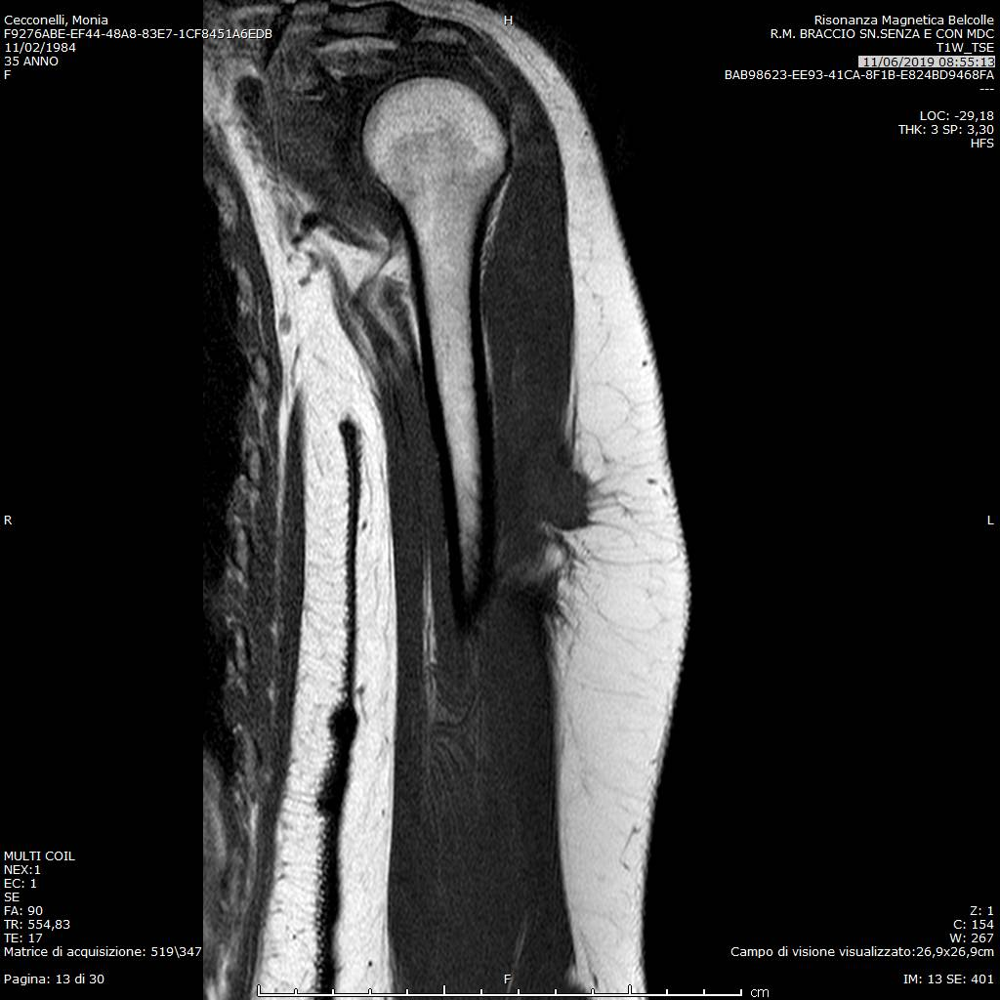 Cecconelli, Monia
F9276ABE-EF44-48A8-83E7-1CF8451A6EDB
11/02/1984
35 ANNO
F
H
Risonanza Magnetica Belcolle
R.M. BRACCIO SN.SENZA E CON MDC
T1W_TSE
11/06/2019 08:55:13
BAB98623-EE93-41CA-8F1B-E824BD9468FA
---
LOC: -29,18
THK: 3 SP: 3,30
HFS
R
L
MULTI COIL
NEX:1
EC: 1
SE
FA: 90
TR: 554,83
TE: 17
Matrice di acquisizione: 519\347
Pagina: 13 di 30
F
cm
Z: 1
C: 154
W: 267
Campo di visione visualizzato:26,9x26,9cm
IM: 13 SE: 401